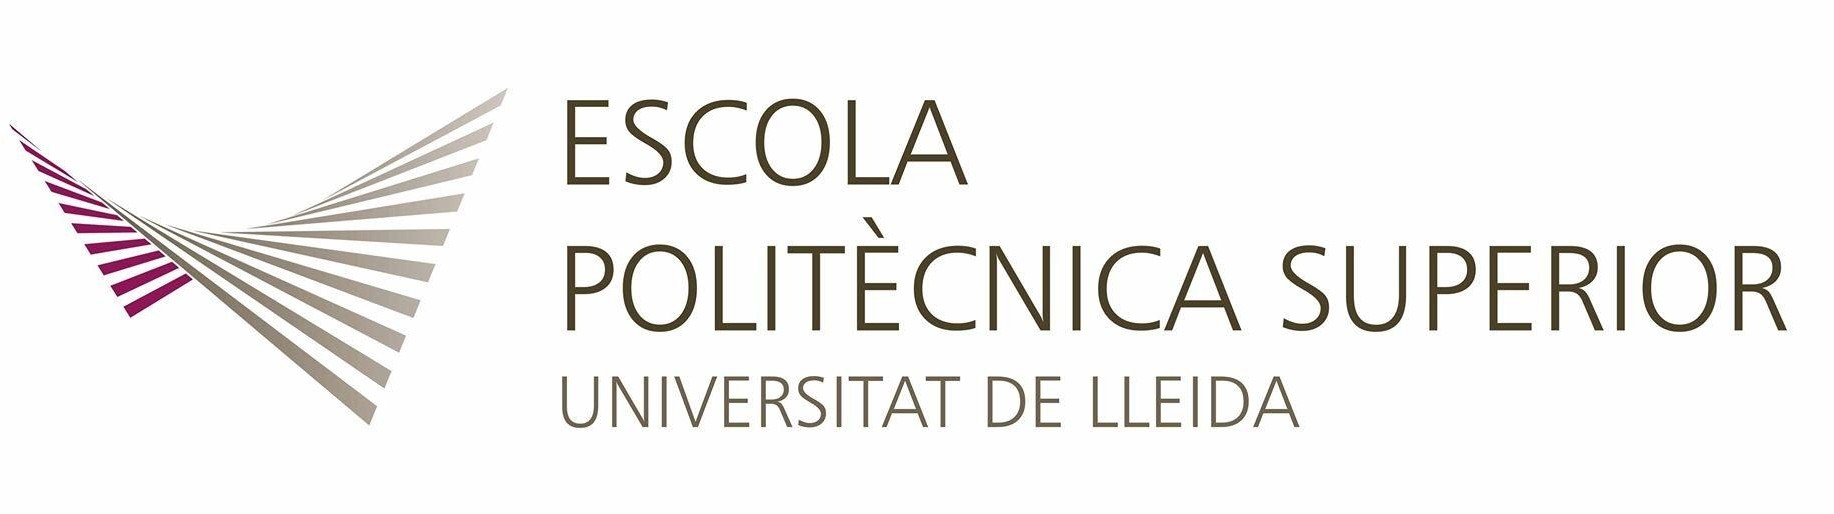 ESCOLA
POLITÈCNICA SUPERIOR
UNIVERSITAT DE LLEIDA